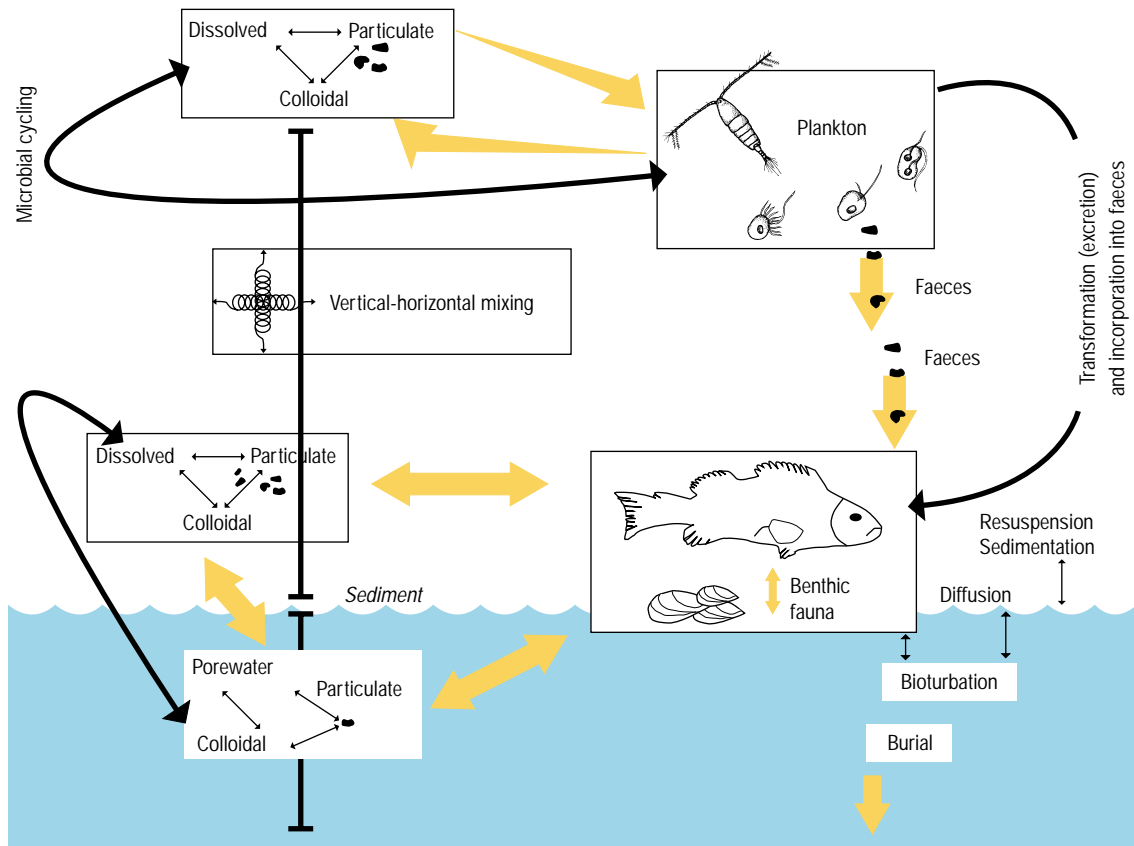 Dissolved
Particulate
Colloidal
Microbial cycling
Plankton
Vertical-horizontal mixing
Faeces
Faeces
Transformation (excretion)
and incorporation into faeces
Dissolved
Particulate
Colloidal
Resuspension
Sedimentation
Sediment
Benthic
fauna
Diffusion
Porewater
Particulate
Colloidal
Bioturbation
Burial